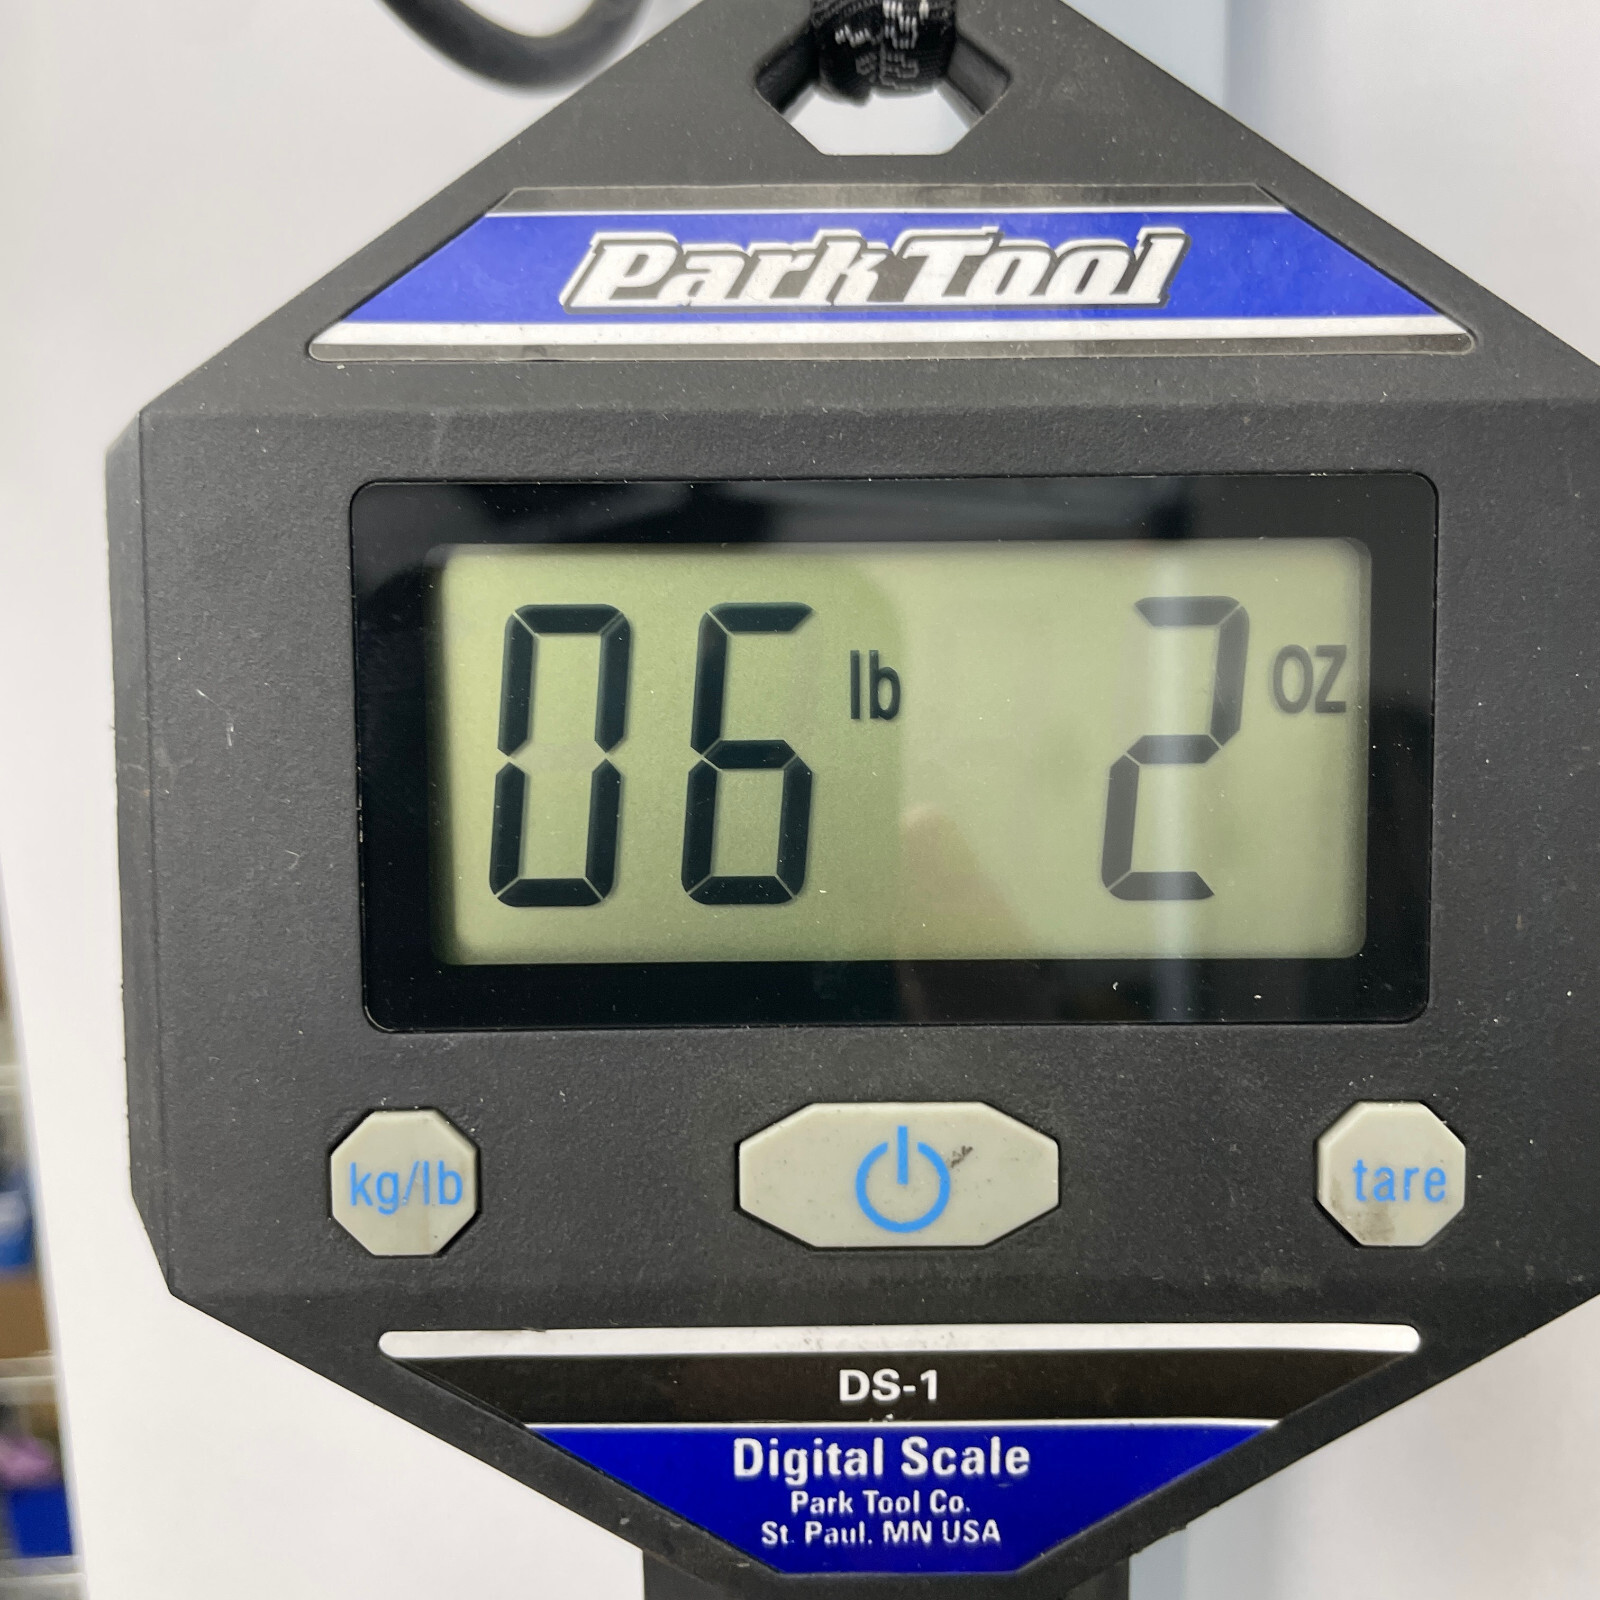 Park Tool
06 lb 2 oz
kg/lb tare
DS-1
Digital Scale
Park Tool Co.
St. Paul, MN USA